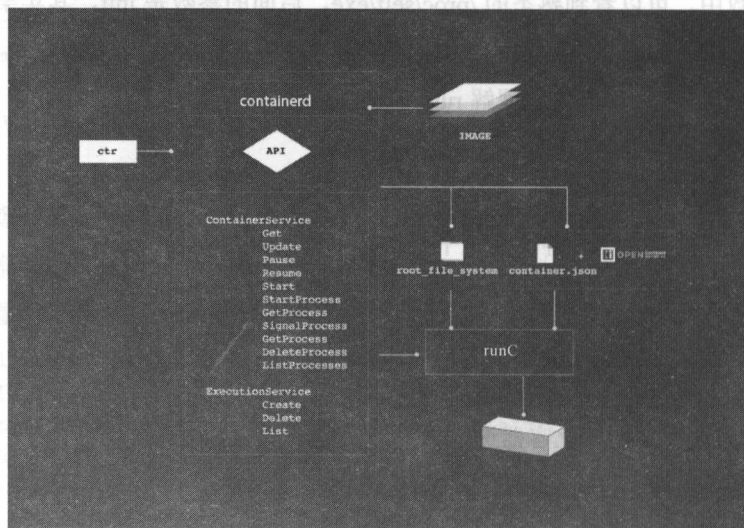 containerd
IMAGE
ctr
API
ContainerService
Get
Update
Pause
Resume
Start
StartProcess
GetProcess
SignalProcess
GetProcess
DeleteProcess
ListProcesses
ExecutionService
Create
Delete
List
root_file_system
container.json
+
OPEN
runC